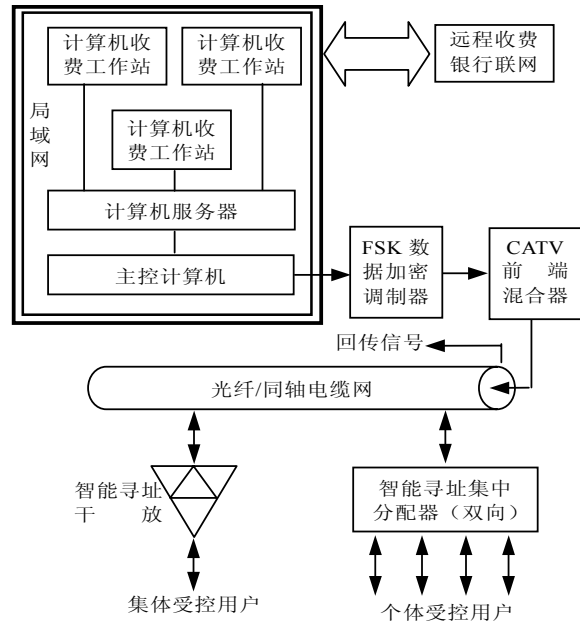 计算机收
费工作站
计算机收
费工作站
远程收费
银行联网
局
域
网
计算机收
费工作站
计算机服务器
主控计算机
FSK 数
据加密
调制器
CATV
前端
混合器
回传信号
光纤/同轴电缆网
智能寻址
干放
智能寻址集中
分配器（双向）
集体受控用户
个体受控用户